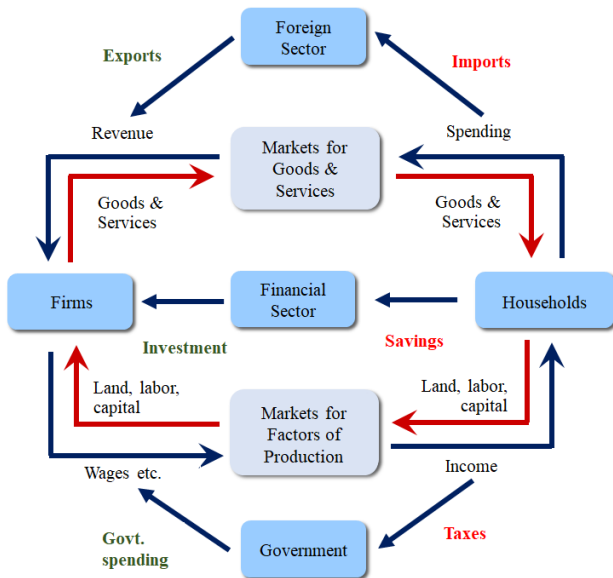 Foreign
Sector
Exports
Imports
Revenue
Markets for
Goods &
Services
Spending
Goods &
Services
Goods &
Services
Firms
Financial
Sector
Households
Investment
Savings
Land, labor,
capital
Markets for
Factors of
Production
Land, labor,
capital
Wages etc.
Income
Govt.
spending
Government
Taxes